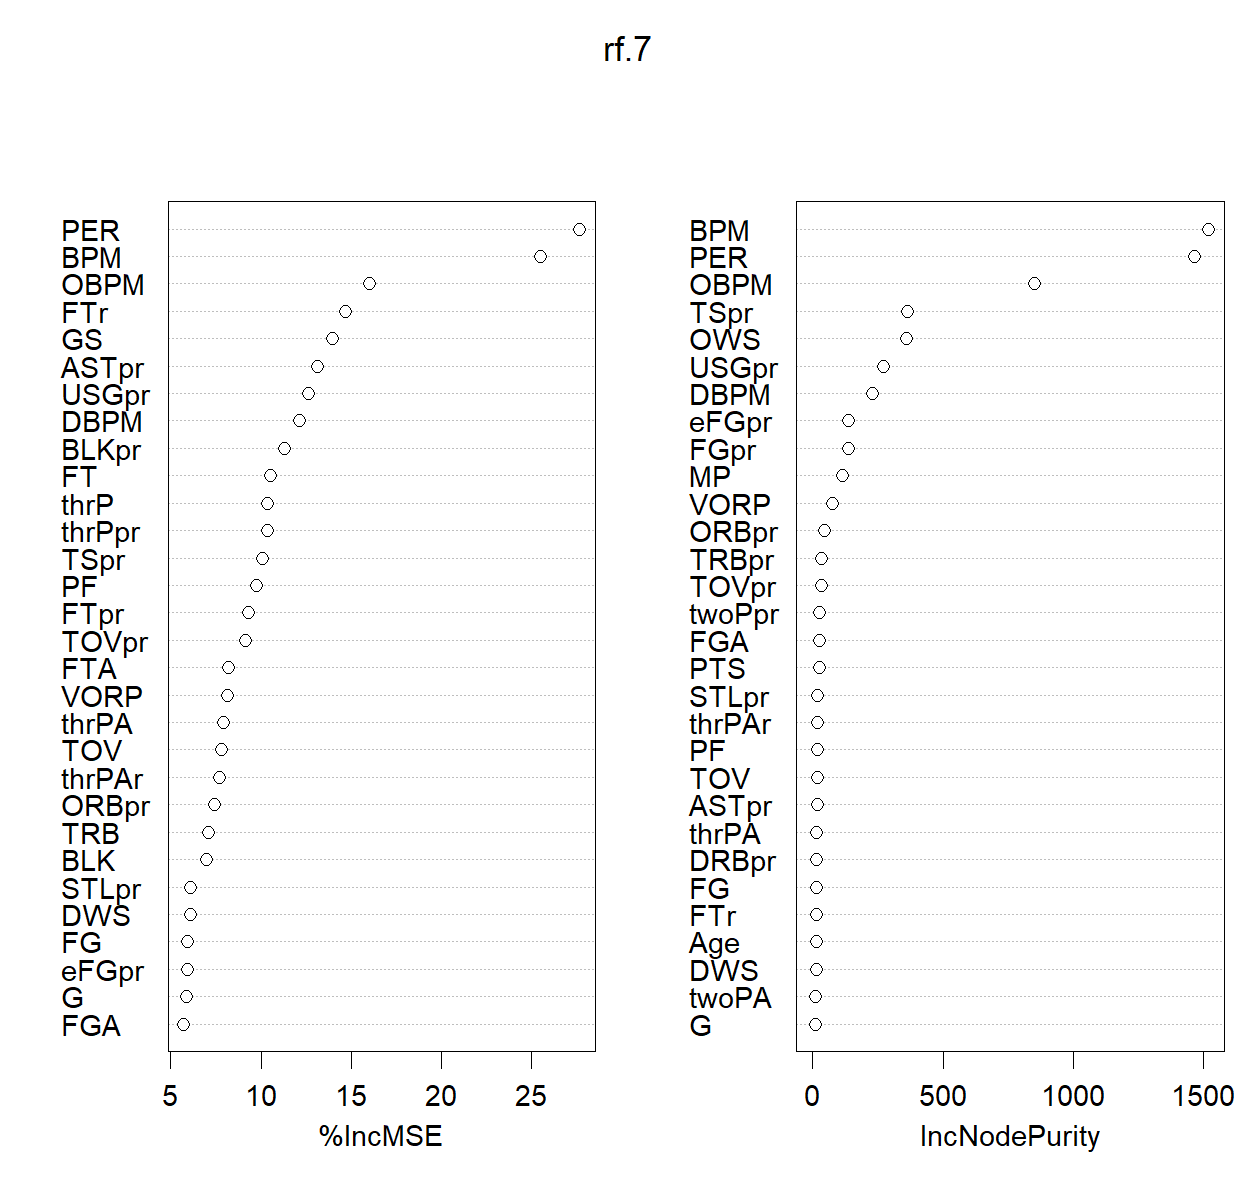 rf.7
PER
BPM
OBPM
FTr
GS
ASTpr
USGpr
DBPM
BLKpr
FT
thrP
thrPpr
TSpr
PF
FTpr
TOVpr
FTA
VORP
thrPA
TOV
thrPAr
ORBpr
TRB
BLK
STLpr
DWS
FG
eFGpr
G
FGA
5 10 15 20 25
%IncMSE
BPM
PER
OBPM
TSpr
OWS
USGpr
DBPM
eFGpr
FGpr
MP
VORP
ORBpr
TRBpr
TOVpr
twoPpr
FGA
PTS
STLpr
thrPAr
PF
TOV
ASTpr
thrPA
DRBpr
FG
FTr
Age
DWS
twoPA
G
0 500 1000 1500
IncNodePurity